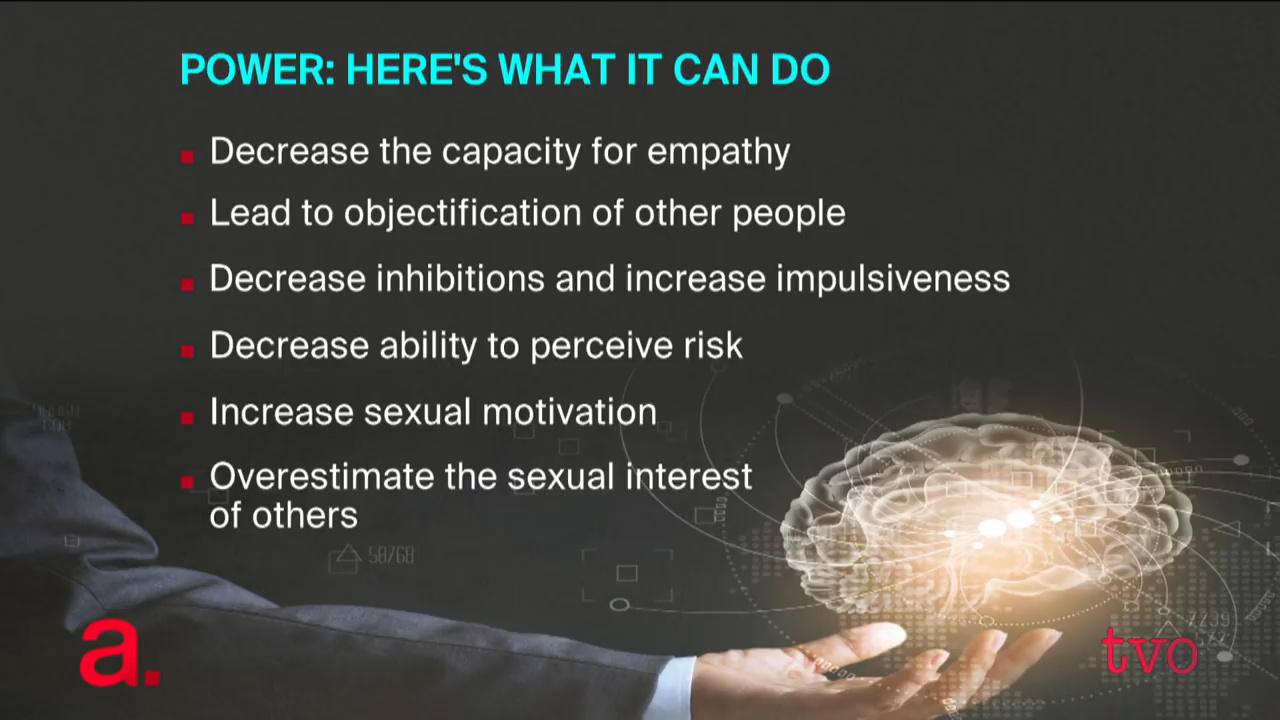 POWER: HERE'S WHAT IT CAN DO
Decrease the capacity for empathy
Lead to objectification of other people
Decrease inhibitions and increase impulsiveness
Decrease ability to perceive risk
Increase sexual motivation
Overestimate the sexual interest
of others
58/68
a.
tvo